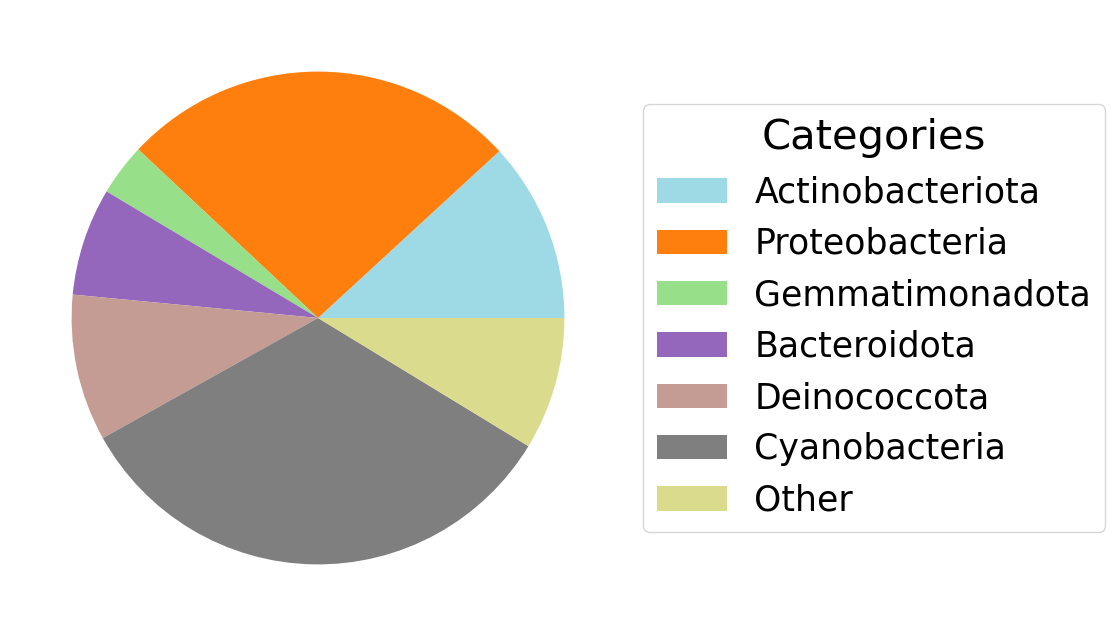 Categories
Actinobacteriota
Proteobacteria
Gemmatimonadota
Bacteroidota
Deinococcota
Cyanobacteria
Other